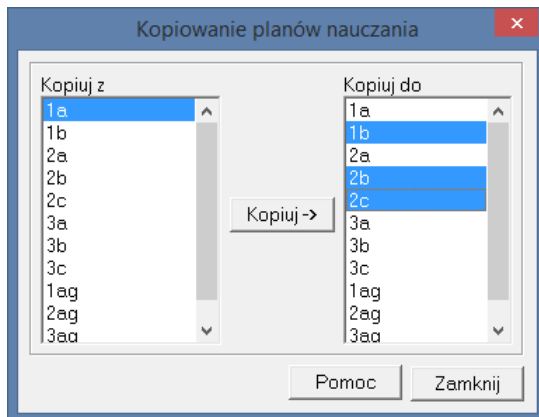 Kopiowanie planów nauczania
Kopiuj z
1a
1b
2a
2b
2c
3a
3b
3c
1ag
2ag
3ag
Kopiuj ->
Kopiuj do
1a
1b
2a
2b
2c
3a
3b
3c
1ag
2ag
3ag
Pomoc
Zamknij